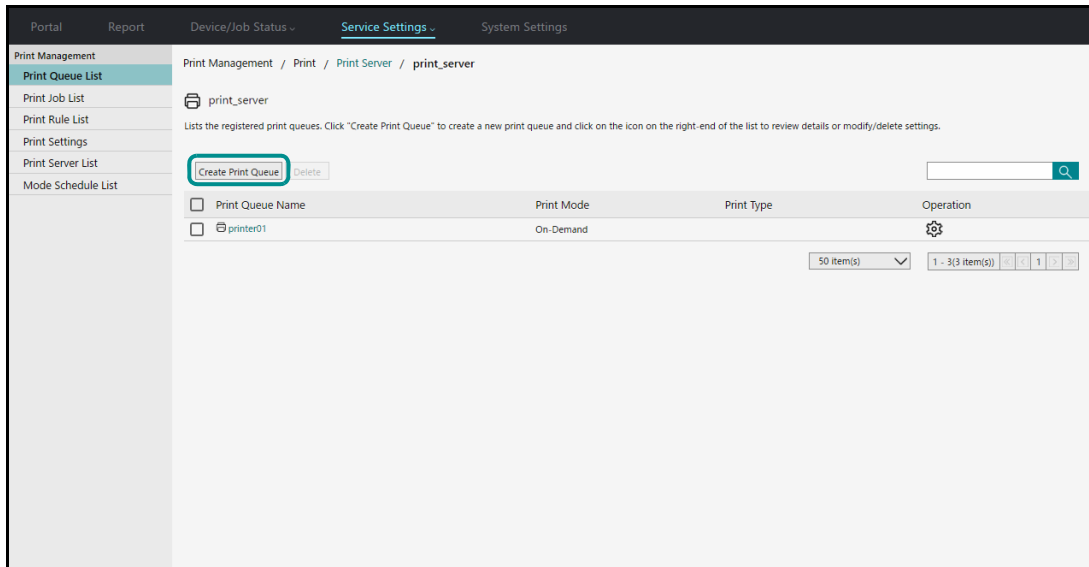 Portal Report Device/Job Status Service Settings System Settings
Print Management
Print Queue List
Print Job List
Print Rule List
Print Settings
Print Server List
Mode Schedule List
Print Management / Print / Print Server / print_server
print_server
Lists the registered print queues. Click "Create Print Queue" to create a new print queue and click on the icon on the right-end of the list to review details or modify/delete settings.
Create Print Queue Delete
Print Queue Name Print Mode Print Type Operation
printer01 On-Demand
50 item(s) 1 - 3(3 item(s)) « < 1 > »